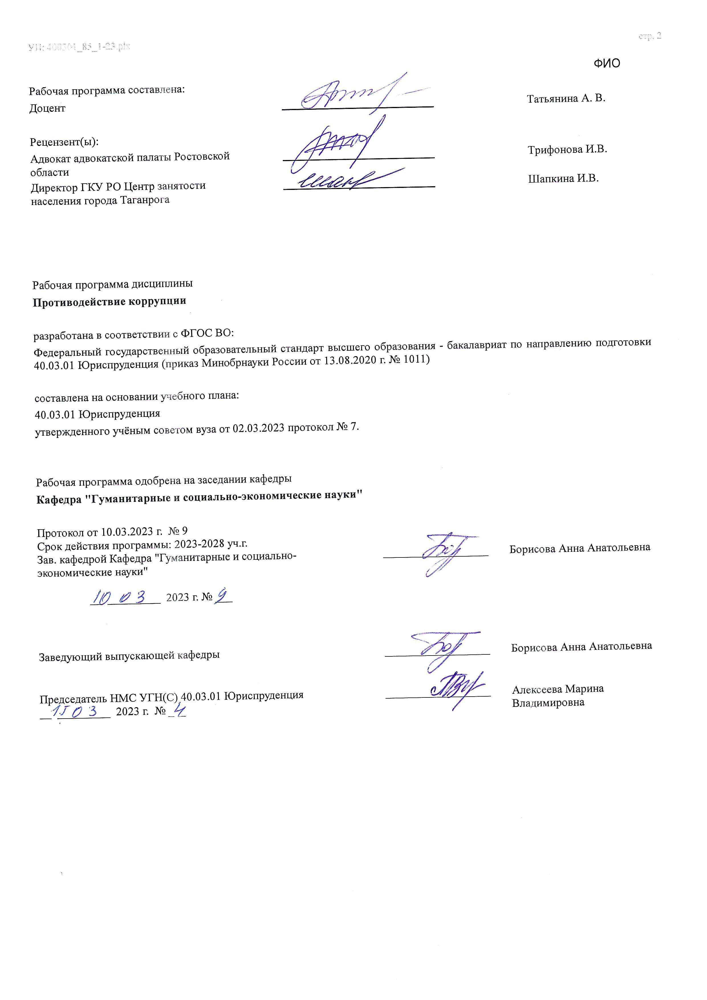 УП: 400301_85_1-23.plx
стр. 2
ФИО
Рабочая программа составлена:
Доцент
Татьянина А. В.
Рецензент(ы):
Адвокат адвокатской палаты Ростовской
области
Трифонова И.В.
Директор ГКУ РО Центр занятости
населения города Таганрога
Шапкина И.В.
Рабочая программа дисциплины
Противодействие коррупции
разработана в соответствии с ФГОС ВО:
Федеральный государственный образовательный стандарт высшего образования - бакалавриат по направлению подготовки
40.03.01 Юриспруденция (приказ Минобрнауки России от 13.08.2020 г. № 1011)
составлена на основании учебного плана:
40.03.01 Юриспруденция
утвержденного учёным советом вуза от 02.03.2023 протокол № 7.
Рабочая программа одобрена на заседании кафедры
Кафедра "Гуманитарные и социально-экономические науки"
Протокол от 10.03.2023 г. № 9
Срок действия программы: 2023-2028 уч.г.
Зав. кафедрой Кафедра "Гуманитарные и социально-
экономические науки"
Борисова Анна Анатольевна
10 03 2023 г. № 9
Заведующий выпускающей кафедры
Борисова Анна Анатольевна
Председатель НМС УГН(С) 40.03.01 Юриспруденция
Алексеева Марина
Владимировна
15 03 2023 г. № 4